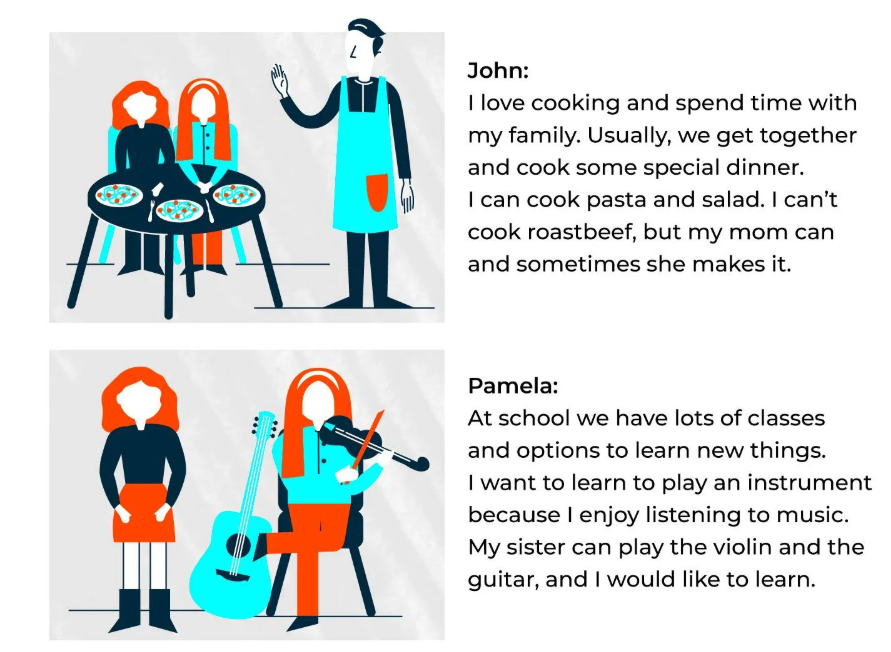 John:
I love cooking and spend time with
my family. Usually, we get together
and cook some special dinner.
I can cook pasta and salad. I can't
cook roastbeef, but my mom can
and sometimes she makes it.
Pamela:
At school we have lots of classes
and options to learn new things.
I want to learn to play an instrument
because I enjoy listening to music.
My sister can play the violin and the
guitar, and I would like to learn.